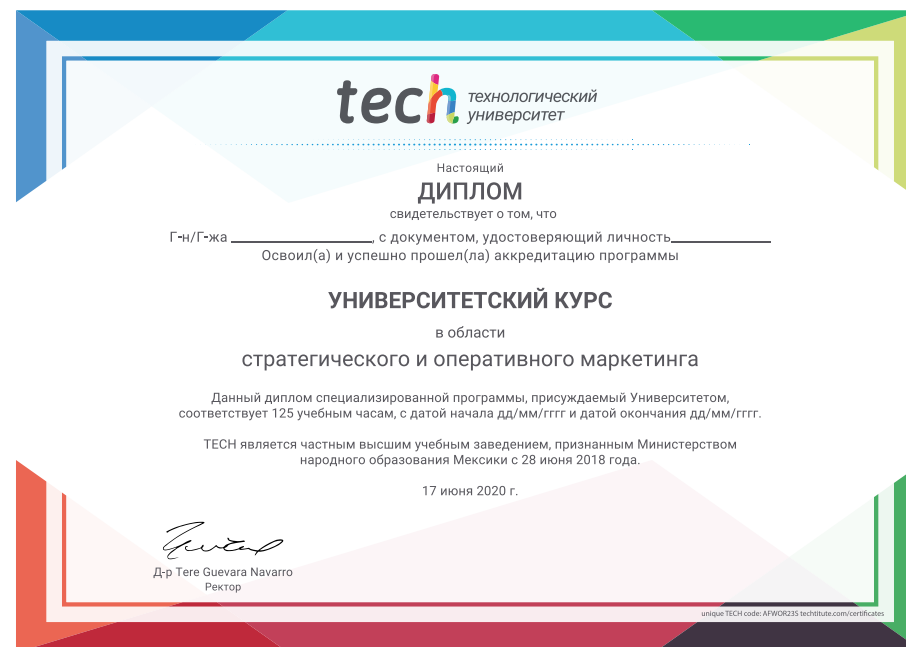 tech технологический
университет
Настоящий
ДИПЛОМ
свидетельствует о том, что
Г-н/Г-жа , с документом, удостоверяющий личность
Освоил(а) и успешно прошел(ла) аккредитацию программы
УНИВЕРСИТЕТСКИЙ КУРС
в области
стратегического и оперативного маркетинга
Данный диплом специализированной программы, присуждаемый Университетом,
соответствует 125 учебным часам, с датой начала дд/мм/гггг и датой окончания дд/мм/гггг.
TECH является частным высшим учебным заведением, признанным Министерством
народного образования Мексики с 28 июня 2018 года.
17 июня 2020 г.
Д-р Tere Guevara Navarro
Ректор
unique TECH code: AFWOR235 techtitute.com/certificates